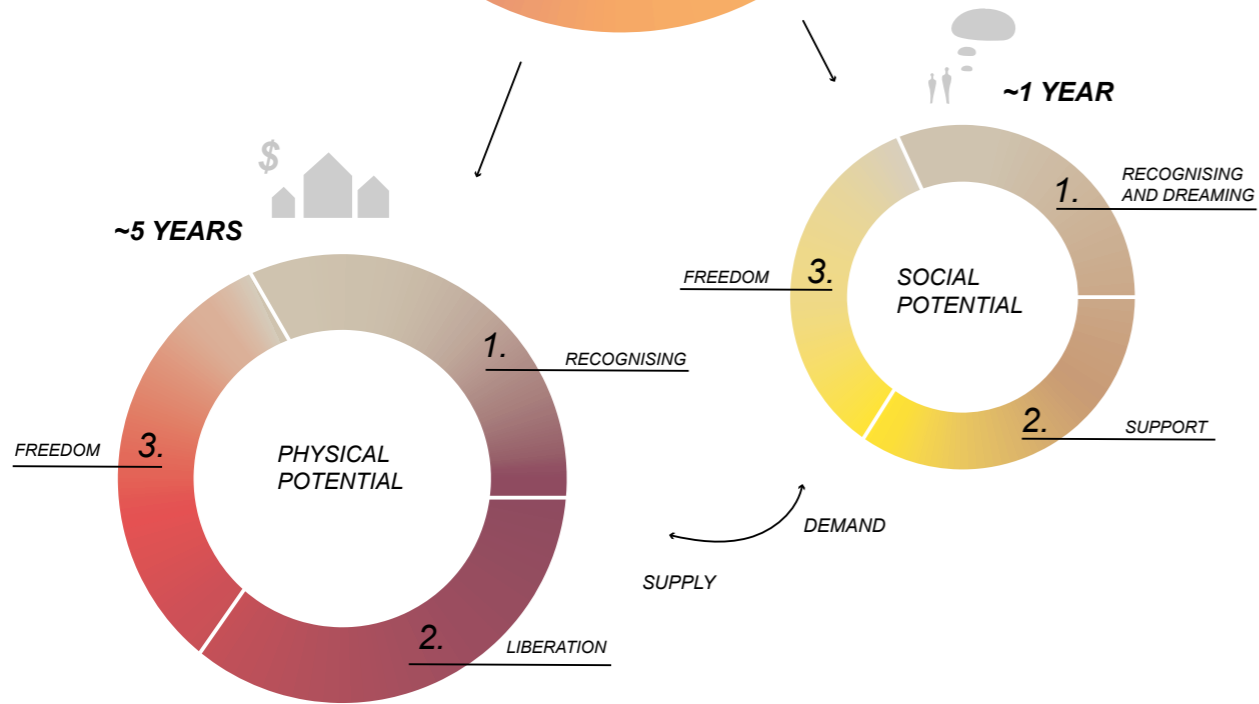 ~1 YEAR
1.
RECOGNISING
AND DREAMING
FREEDOM
3.
SOCIAL
POTENTIAL
2.
SUPPORT
$
~5 YEARS
1.
RECOGNISING
FREEDOM
3.
PHYSICAL
POTENTIAL
2.
LIBERATION
DEMAND
SUPPLY